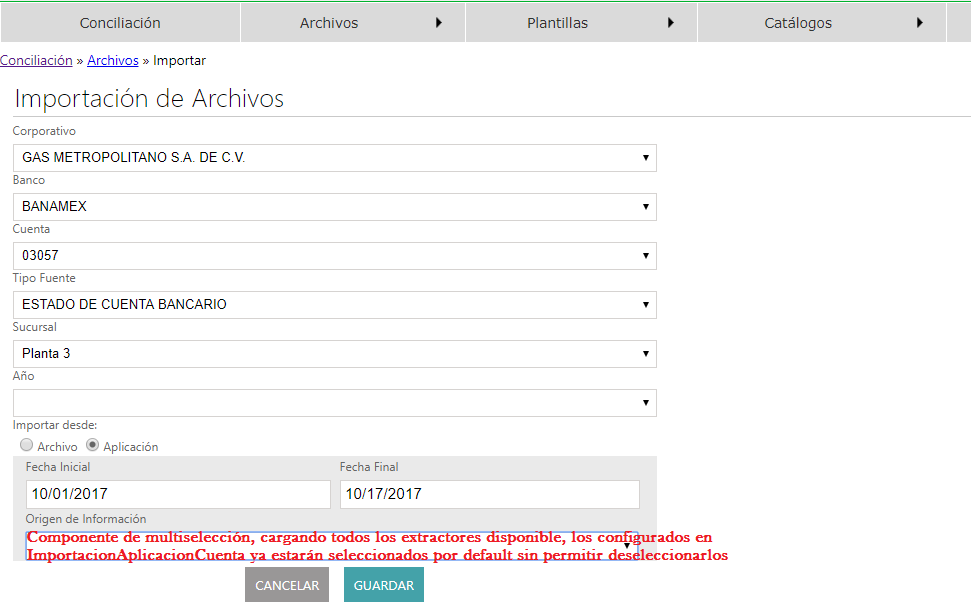 Conciliación Archivos Plantillas Catálogos
Conciliación » Archivos » Importar
Importación de Archivos
Corporativo
GAS METROPOLITANO S.A. DE C.V.
Banco
BANAMEX
Cuenta
03057
Tipo Fuente
ESTADO DE CUENTA BANCARIO
Sucursal
Planta 3
Año
Importar desde:
Archivo Aplicación
Fecha Inicial Fecha Final
10/01/2017 10/17/2017
Origen de Información
Componente de multiselección, cargando todos los extractores disponible, los configurados en
ImportacionAplicacionCuenta ya estarán seleccionados por default sin permitir deseleccionarlos
CANCELAR GUARDAR